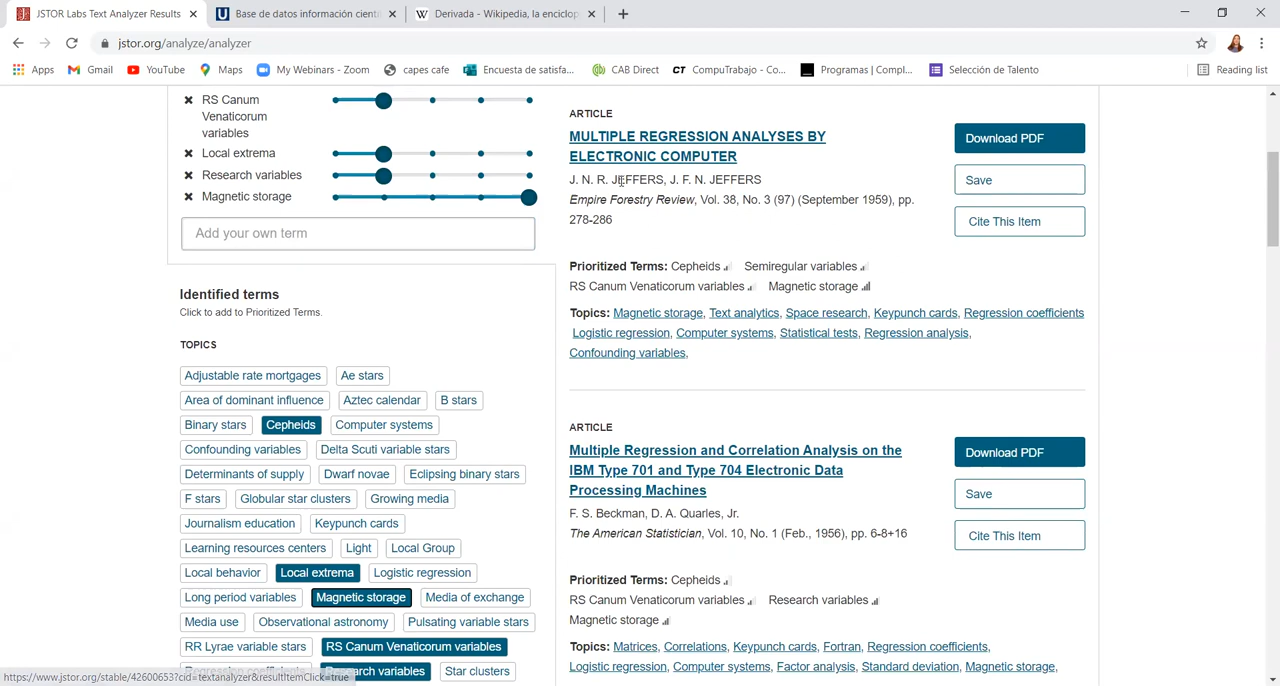 JSTOR Labs Text Analyzer Results
Base de datos información cientí
Derivada - Wikipedia, la enciclop
jstor.org/analyze/analyzer
Apps
Gmail
YouTube
Maps
My Webinars - Zoom
capes cafe
Encuesta de satisfa...
CAB Direct
CT CompuTrabajo - Co...
Programas | Compl...
Selección de Talento
Reading list
RS Canum
Venaticorum
variables
Local extrema
Research variables
Magnetic storage
Add your own term
Identified terms
Click to add to Prioritized Terms.
TOPICS
Adjustable rate mortgages Ae stars
Area of dominant influence Aztec calendar B stars
Binary stars Cepheids Computer systems
Confounding variables Delta Scuti variable stars
Determinants of supply Dwarf novae Eclipsing binary stars
F stars Globular star clusters Growing media
Journalism education Keypunch cards
Learning resources centers Light Local Group
Local behavior Local extrema Logistic regression
Long period variables Magnetic storage Media of exchange
Media use Observational astronomy Pulsating variable stars
RR Lyrae variable stars RS Canum Venaticorum variables
Regression coefficients Research variables Star clusters
https://www.jstor.org/stable/42600653?cid=textanalyzer&resultItemClick=true
ARTICLE
MULTIPLE REGRESSION ANALYSES BY
ELECTRONIC COMPUTER
J. N. R. JEFFERS, J. F. N. JEFFERS
Empire Forestry Review, Vol. 38, No. 3 (97) (September 1959), pp.
278-286
Download PDF
Save
Cite This Item
Prioritized Terms: Cepheids Semiregular variables
RS Canum Venaticorum variables Magnetic storage
Topics: Magnetic storage, Text analytics, Space research, Keypunch cards, Regression coefficients
Logistic regression, Computer systems, Statistical tests, Regression analysis,
Confounding variables,
ARTICLE
Multiple Regression and Correlation Analysis on the
IBM Type 701 and Type 704 Electronic Data
Processing Machines
F. S. Beckman, D. A. Quarles, Jr.
The American Statistician, Vol. 10, No. 1 (Feb., 1956), pp. 6-8+16
Download PDF
Save
Cite This Item
Prioritized Terms: Cepheids
RS Canum Venaticorum variables Research variables
Magnetic storage
Topics: Matrices, Correlations, Keypunch cards, Fortran, Regression coefficients,
Logistic regression, Computer systems, Factor analysis, Standard deviation, Magnetic storage,